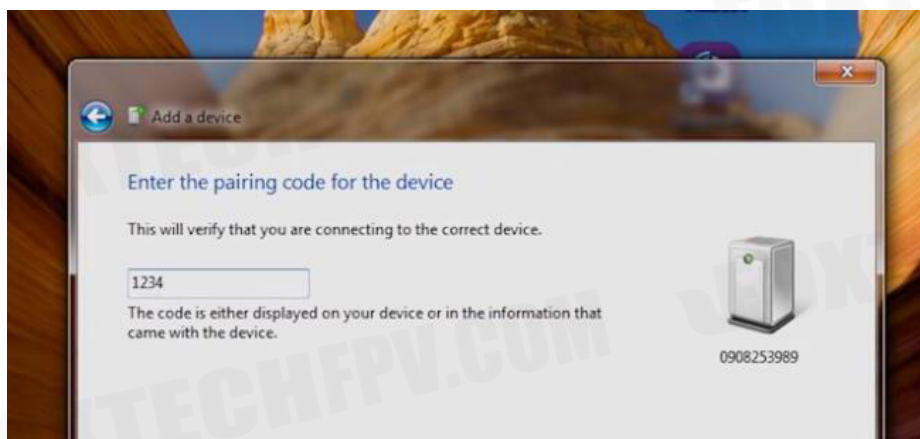 Add a device
Enter the pairing code for the device
This will verify that you are connecting to the correct device.
1234
The code is either displayed on your device or in the information that
came with the device.
0908253989
XTECHFPV.COM